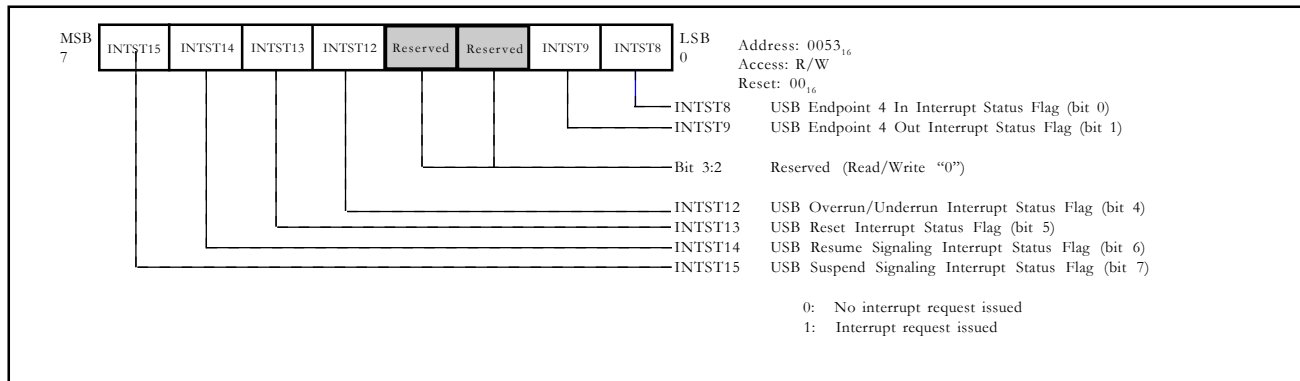 MSB
7
INTST15 INTST14 INTST13 INTST12 Reserved Reserved INTST9 INTST8
LSB
0
Address: 0053₁₆
Access: R/W
Reset: 00₁₆
INTST8 USB Endpoint 4 In Interrupt Status Flag (bit 0)
INTST9 USB Endpoint 4 Out Interrupt Status Flag (bit 1)
Bit 3:2 Reserved (Read/Write “0”)
INTST12 USB Overrun/Underrun Interrupt Status Flag (bit 4)
INTST13 USB Reset Interrupt Status Flag (bit 5)
INTST14 USB Resume Signaling Interrupt Status Flag (bit 6)
INTST15 USB Suspend Signaling Interrupt Status Flag (bit 7)
0: No interrupt request issued
1: Interrupt request issued